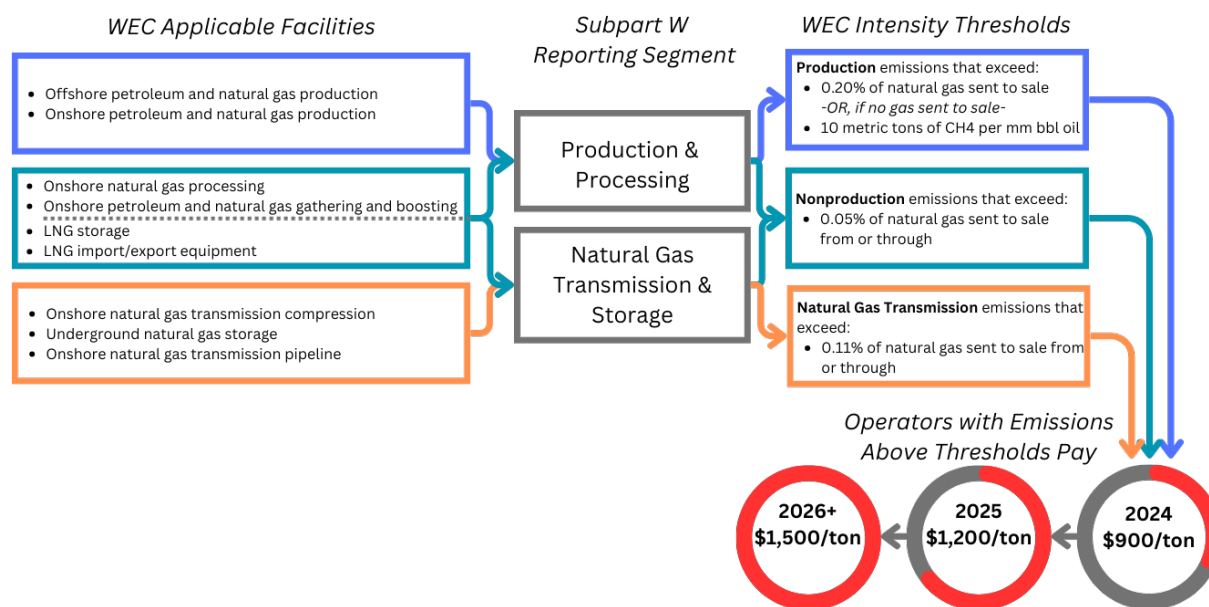 WEC Applicable Facilities
Subpart W
Reporting Segment
WEC Intensity Thresholds
• Offshore petroleum and natural gas production
• Onshore petroleum and natural gas production
• Onshore natural gas processing
• Onshore petroleum and natural gas gathering and boosting
• LNG storage
• LNG import/export equipment
• Onshore natural gas transmission compression
• Underground natural gas storage
• Onshore natural gas transmission pipeline
Production &
Processing
Natural Gas
Transmission &
Storage
Production emissions that exceed:
• 0.20% of natural gas sent to sale
-OR, if no gas sent to sale-
• 10 metric tons of CH4 per mm bbl oil
Nonproduction emissions that exceed:
• 0.05% of natural gas sent to sale
from or through
Natural Gas Transmission emissions that
exceed:
• 0.11% of natural gas sent to sale from
or through
Operators with Emissions
Above Thresholds Pay
2026+
$1,500/ton
2025
$1,200/ton
2024
$900/ton